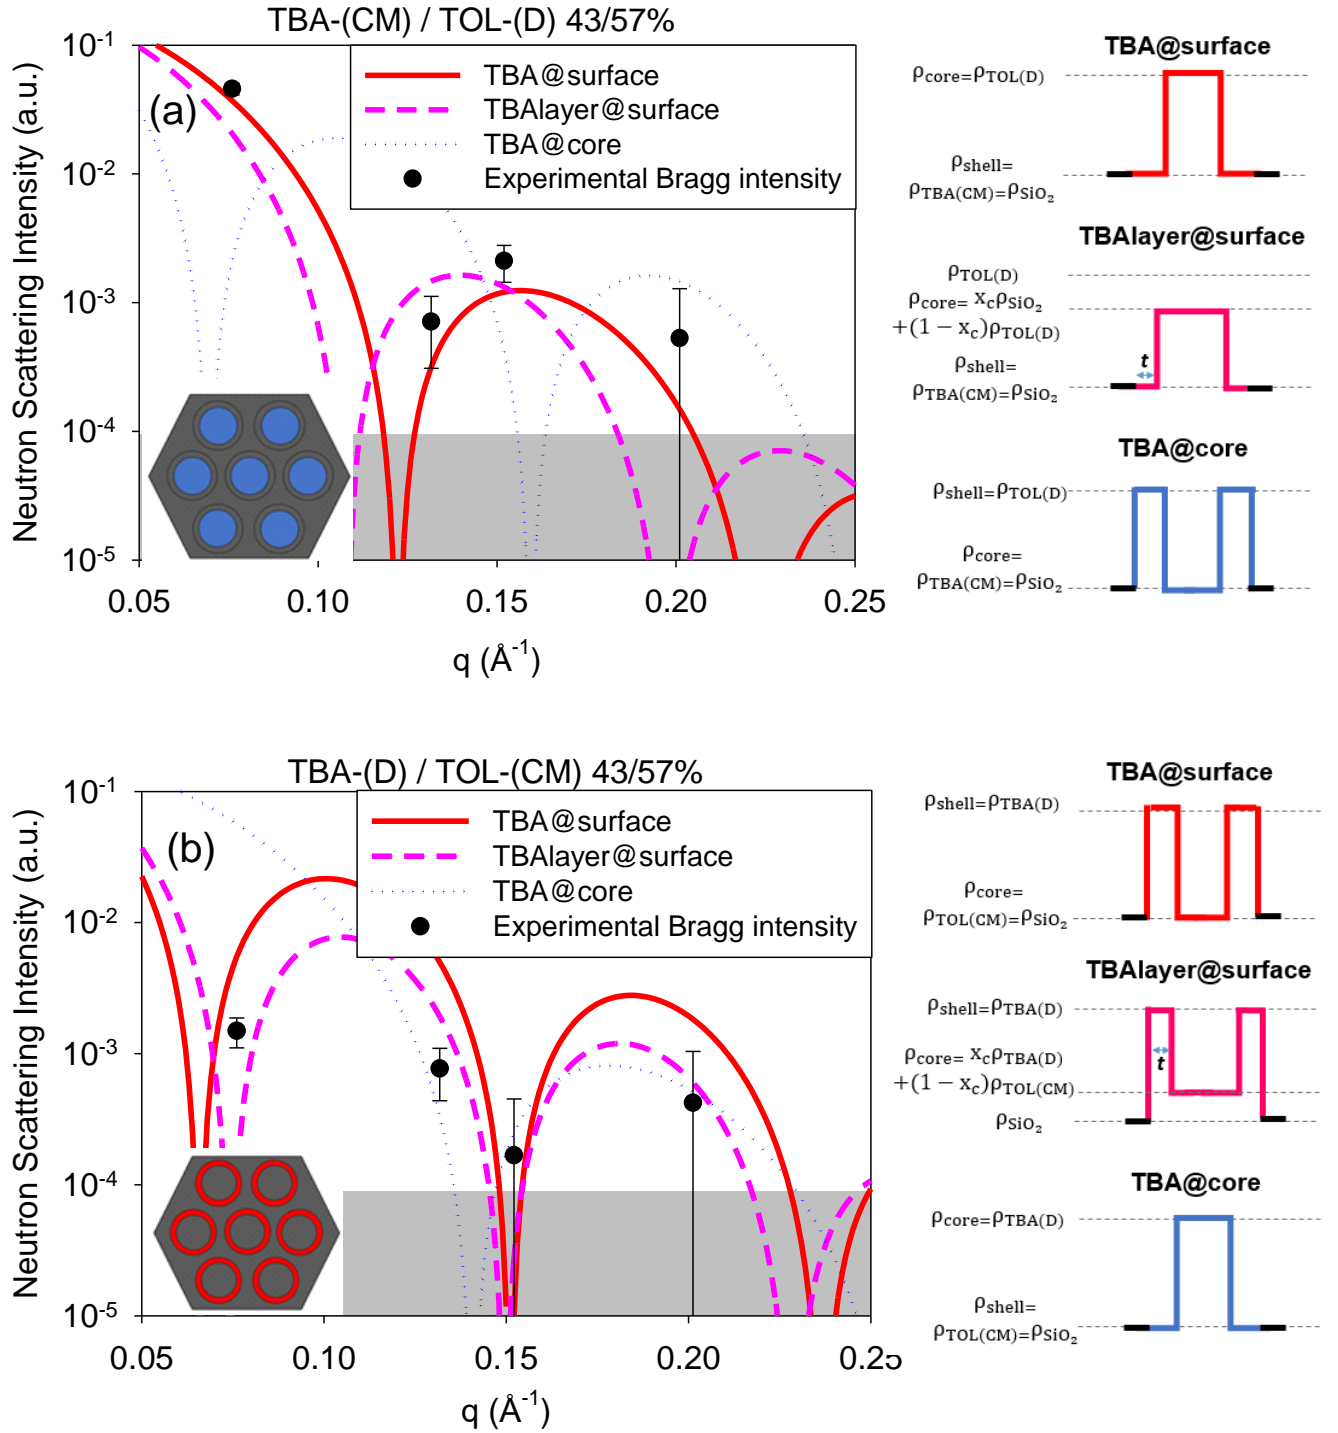 TBA-(CM) / TOL-(D) 43/57%
Neutron Scattering Intensity (a.u.)
10⁻¹
10⁻²
10⁻³
10⁻⁴
10⁻⁵
(a)
TBA@surface
TBAlayer@surface
TBA@core
Experimental Bragg intensity
0.05
0.10
0.15
0.20
0.25
q (Å⁻¹)
TBA@surface
ρcore=ρTOL(D)
ρshell=
ρTBA(CM)=ρSiO₂
TBAlayer@surface
ρTOL(D)
ρcore= xcρSiO₂
+(1 − xc)ρTOL(D)
t
ρshell=
ρTBA(CM)=ρSiO₂
TBA@core
ρshell=ρTOL(D)
ρcore=
ρTBA(CM)=ρSiO₂
TBA-(D) / TOL-(CM) 43/57%
Neutron Scattering Intensity (a.u.)
10⁻¹
10⁻²
10⁻³
10⁻⁴
10⁻⁵
(b)
TBA@surface
TBAlayer@surface
TBA@core
Experimental Bragg intensity
0.05
0.10
0.15
0.20
0.25
q (Å⁻¹)
TBA@surface
ρshell=ρTBA(D)
ρcore=
ρTOL(CM)=ρSiO₂
TBAlayer@surface
ρshell=ρTBA(D)
ρcore= xcρTBA(D)
+(1 − xc)ρTOL(CM)
t
ρSiO₂
TBA@core
ρcore=ρTBA(D)
ρshell=
ρTOL(CM)=ρSiO₂